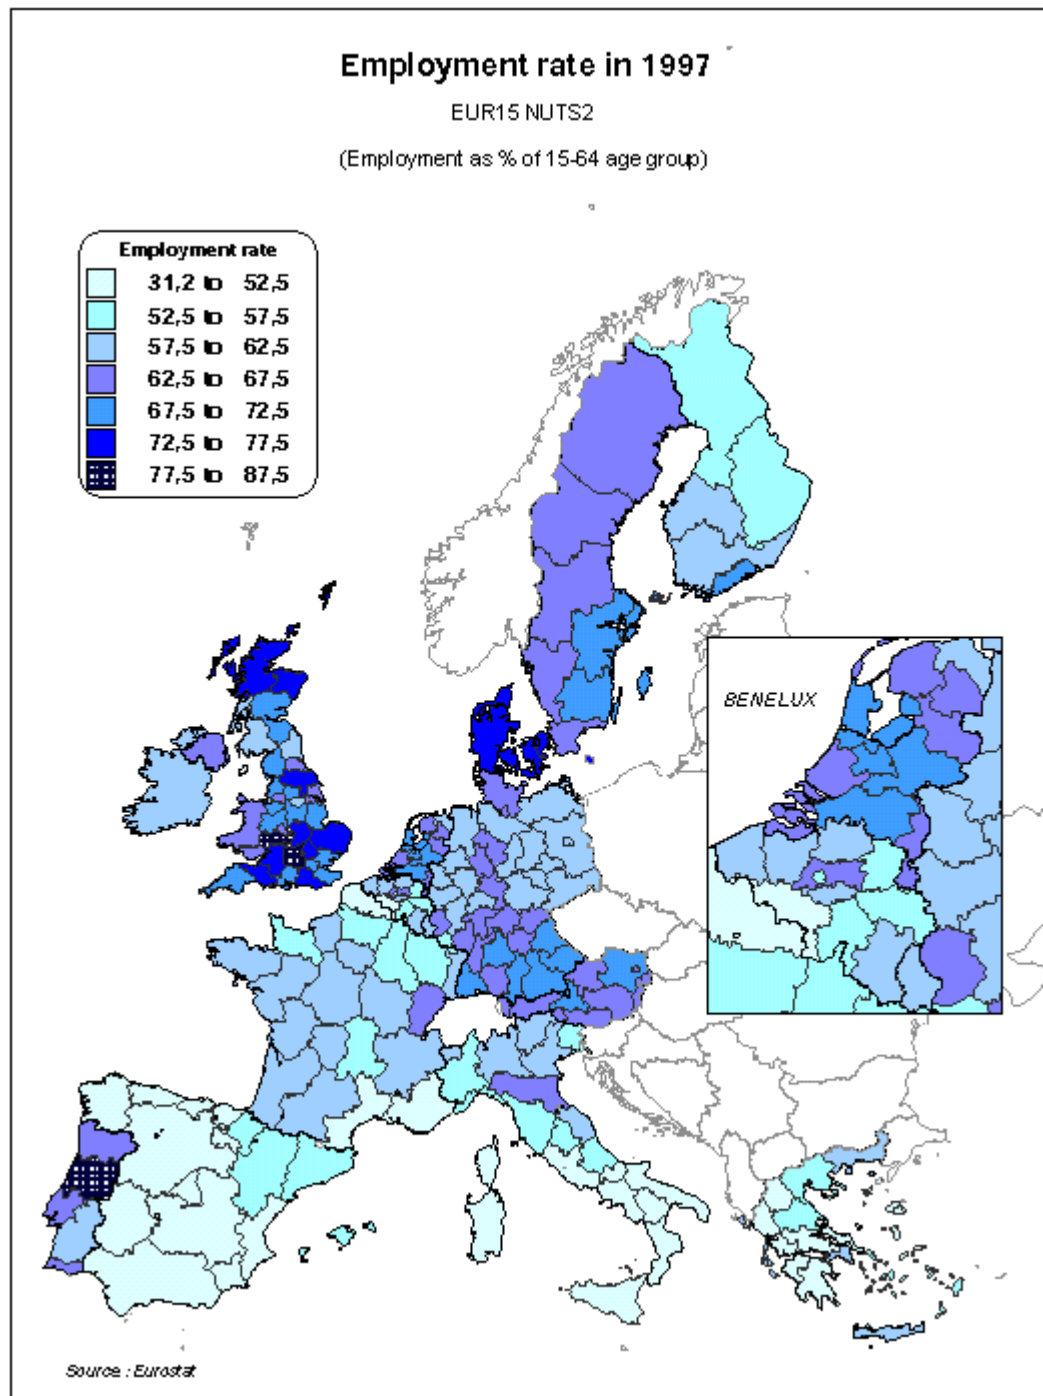 Employment rate in 1997
EUR15 NUTS2
(Employment as % of 15-64 age group)
Employment rate
31,2 to 52,5
52,5 to 57,5
57,5 to 62,5
62,5 to 67,5
67,5 to 72,5
72,5 to 77,5
77,5 to 87,5
BENELUX
Source : Eurostat